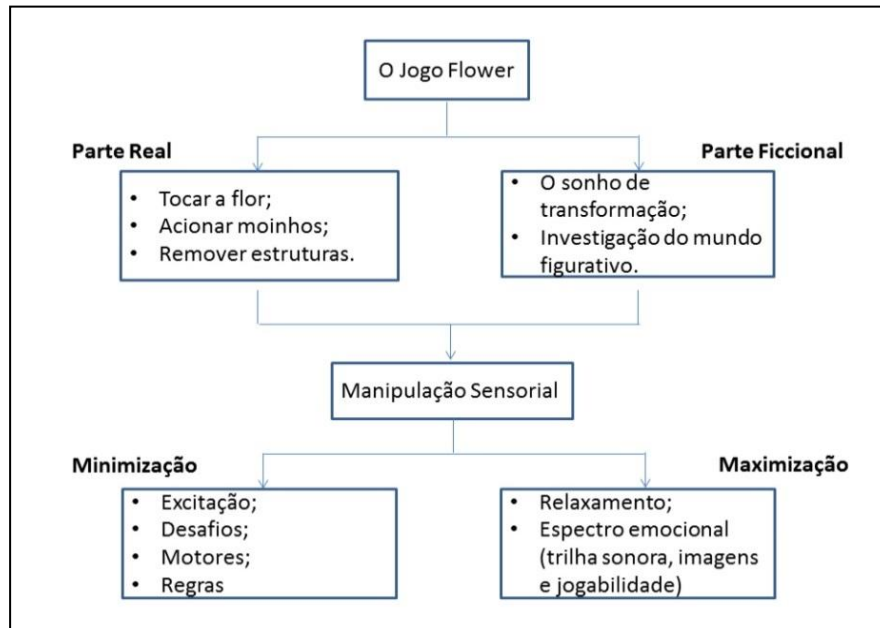 O Jogo Flower
Parte Real
Parte Ficcional
• Tocar a flor;
• Acionar moinhos;
• Remover estruturas.
• O sonho de
transformação;
• Investigação do mundo
figurativo.
Manipulação Sensorial
Minimização
Maximização
• Excitação;
• Desafios;
• Motores;
• Regras
• Relaxamento;
• Espectro emocional
(trilha sonora, imagens
e jogabilidade)